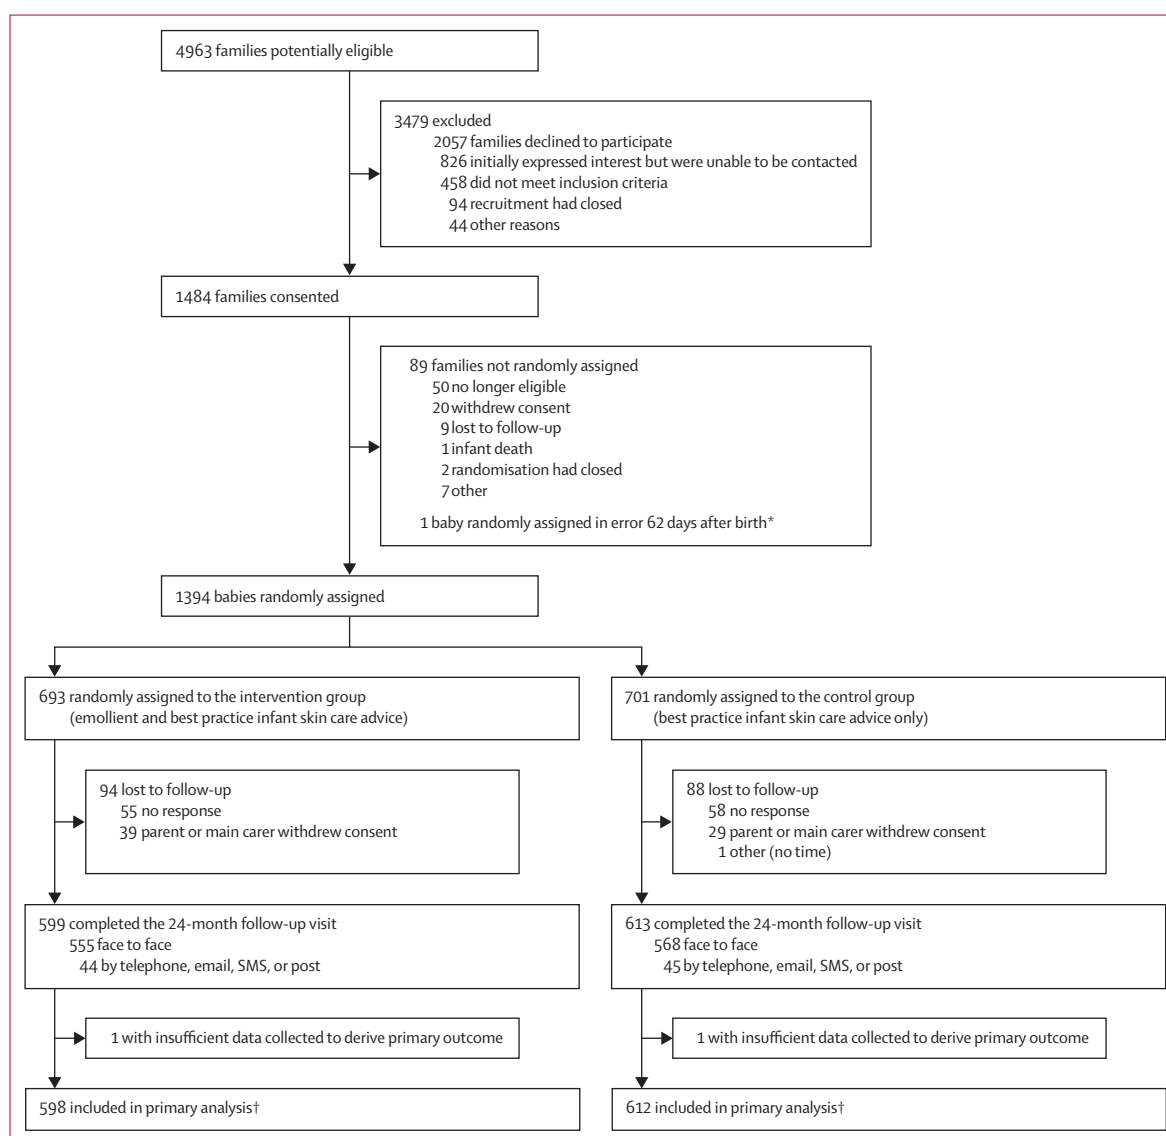 4963 families potentially eligible
3479 excluded
2057 families declined to participate
826 initially expressed interest but were unable to be contacted
458 did not meet inclusion criteria
94 recruitment had closed
44 other reasons
1484 families consented
89 families not randomly assigned
50 no longer eligible
20 withdrew consent
9 lost to follow-up
1 infant death
2 randomisation had closed
7 other
1 baby randomly assigned in error 62 days after birth*
1394 babies randomly assigned
693 randomly assigned to the intervention group
(emollient and best practice infant skin care advice)
701 randomly assigned to the control group
(best practice infant skin care advice only)
94 lost to follow-up
55 no response
39 parent or main carer withdrew consent
88 lost to follow-up
58 no response
29 parent or main carer withdrew consent
1 other (no time)
599 completed the 24-month follow-up visit
555 face to face
44 by telephone, email, SMS, or post
613 completed the 24-month follow-up visit
568 face to face
45 by telephone, email, SMS, or post
1 with insufficient data collected to derive primary outcome
1 with insufficient data collected to derive primary outcome
598 included in primary analysis†
612 included in primary analysis†